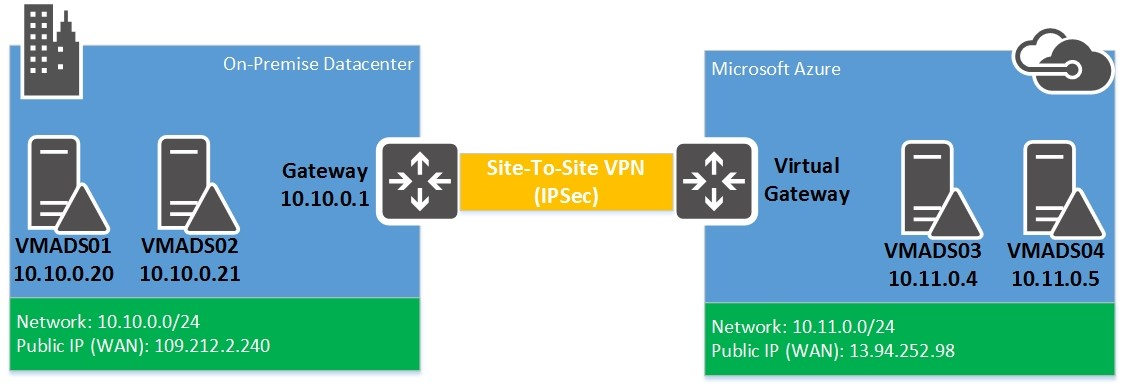 On-Premise Datacenter
Gateway
10.10.0.1
VMADS01
10.10.0.20
VMADS02
10.10.0.21
Network: 10.10.0.0/24
Public IP (WAN): 109.212.2.240
Site-To-Site VPN
(IPSec)
Microsoft Azure
Virtual
Gateway
VMADS03
10.11.0.4
VMADS04
10.11.0.5
Network: 10.11.0.0/24
Public IP (WAN): 13.94.252.98